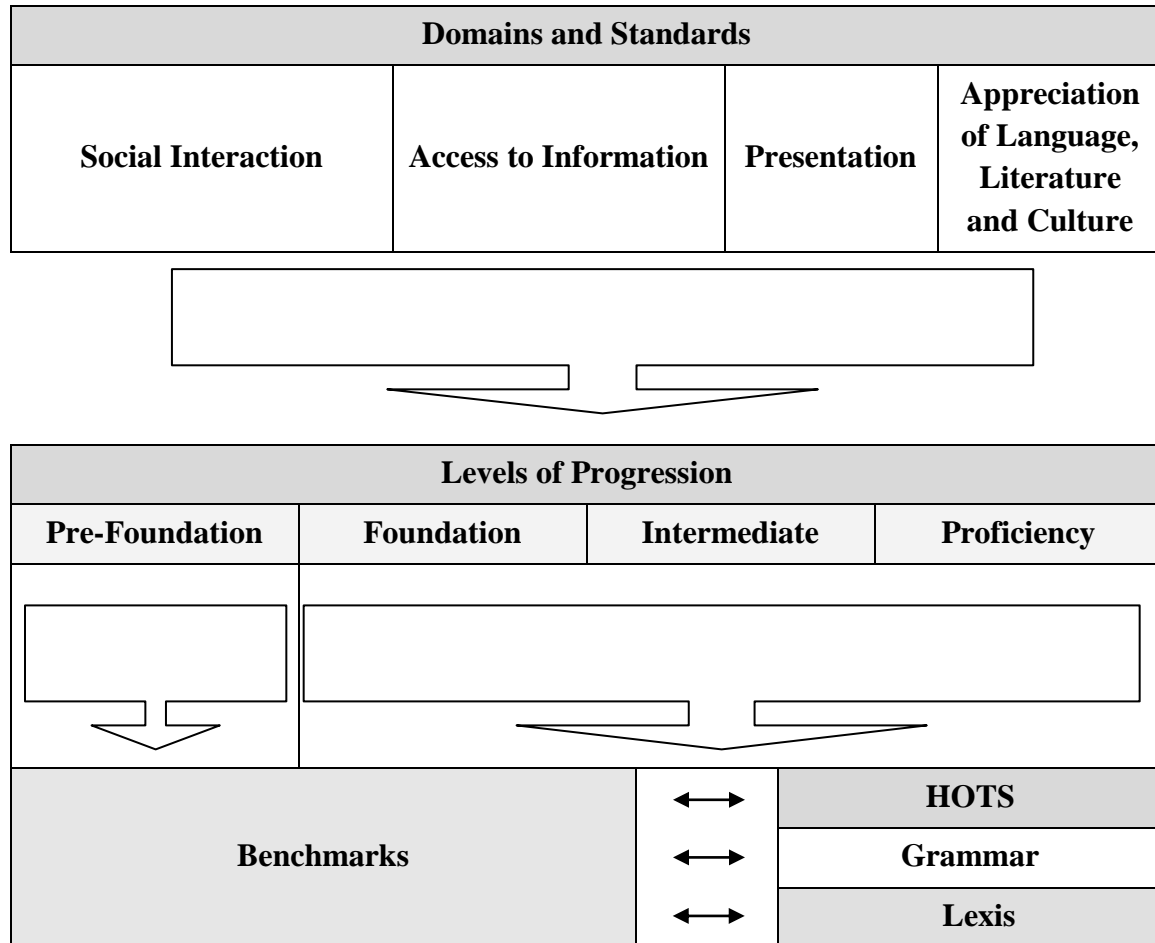 Domains and Standards
Social Interaction
Access to Information
Presentation
Appreciation
of Language,
Literature
and Culture
Levels of Progression
Pre-Foundation
Foundation
Intermediate
Proficiency
Benchmarks
HOTS
Grammar
Lexis